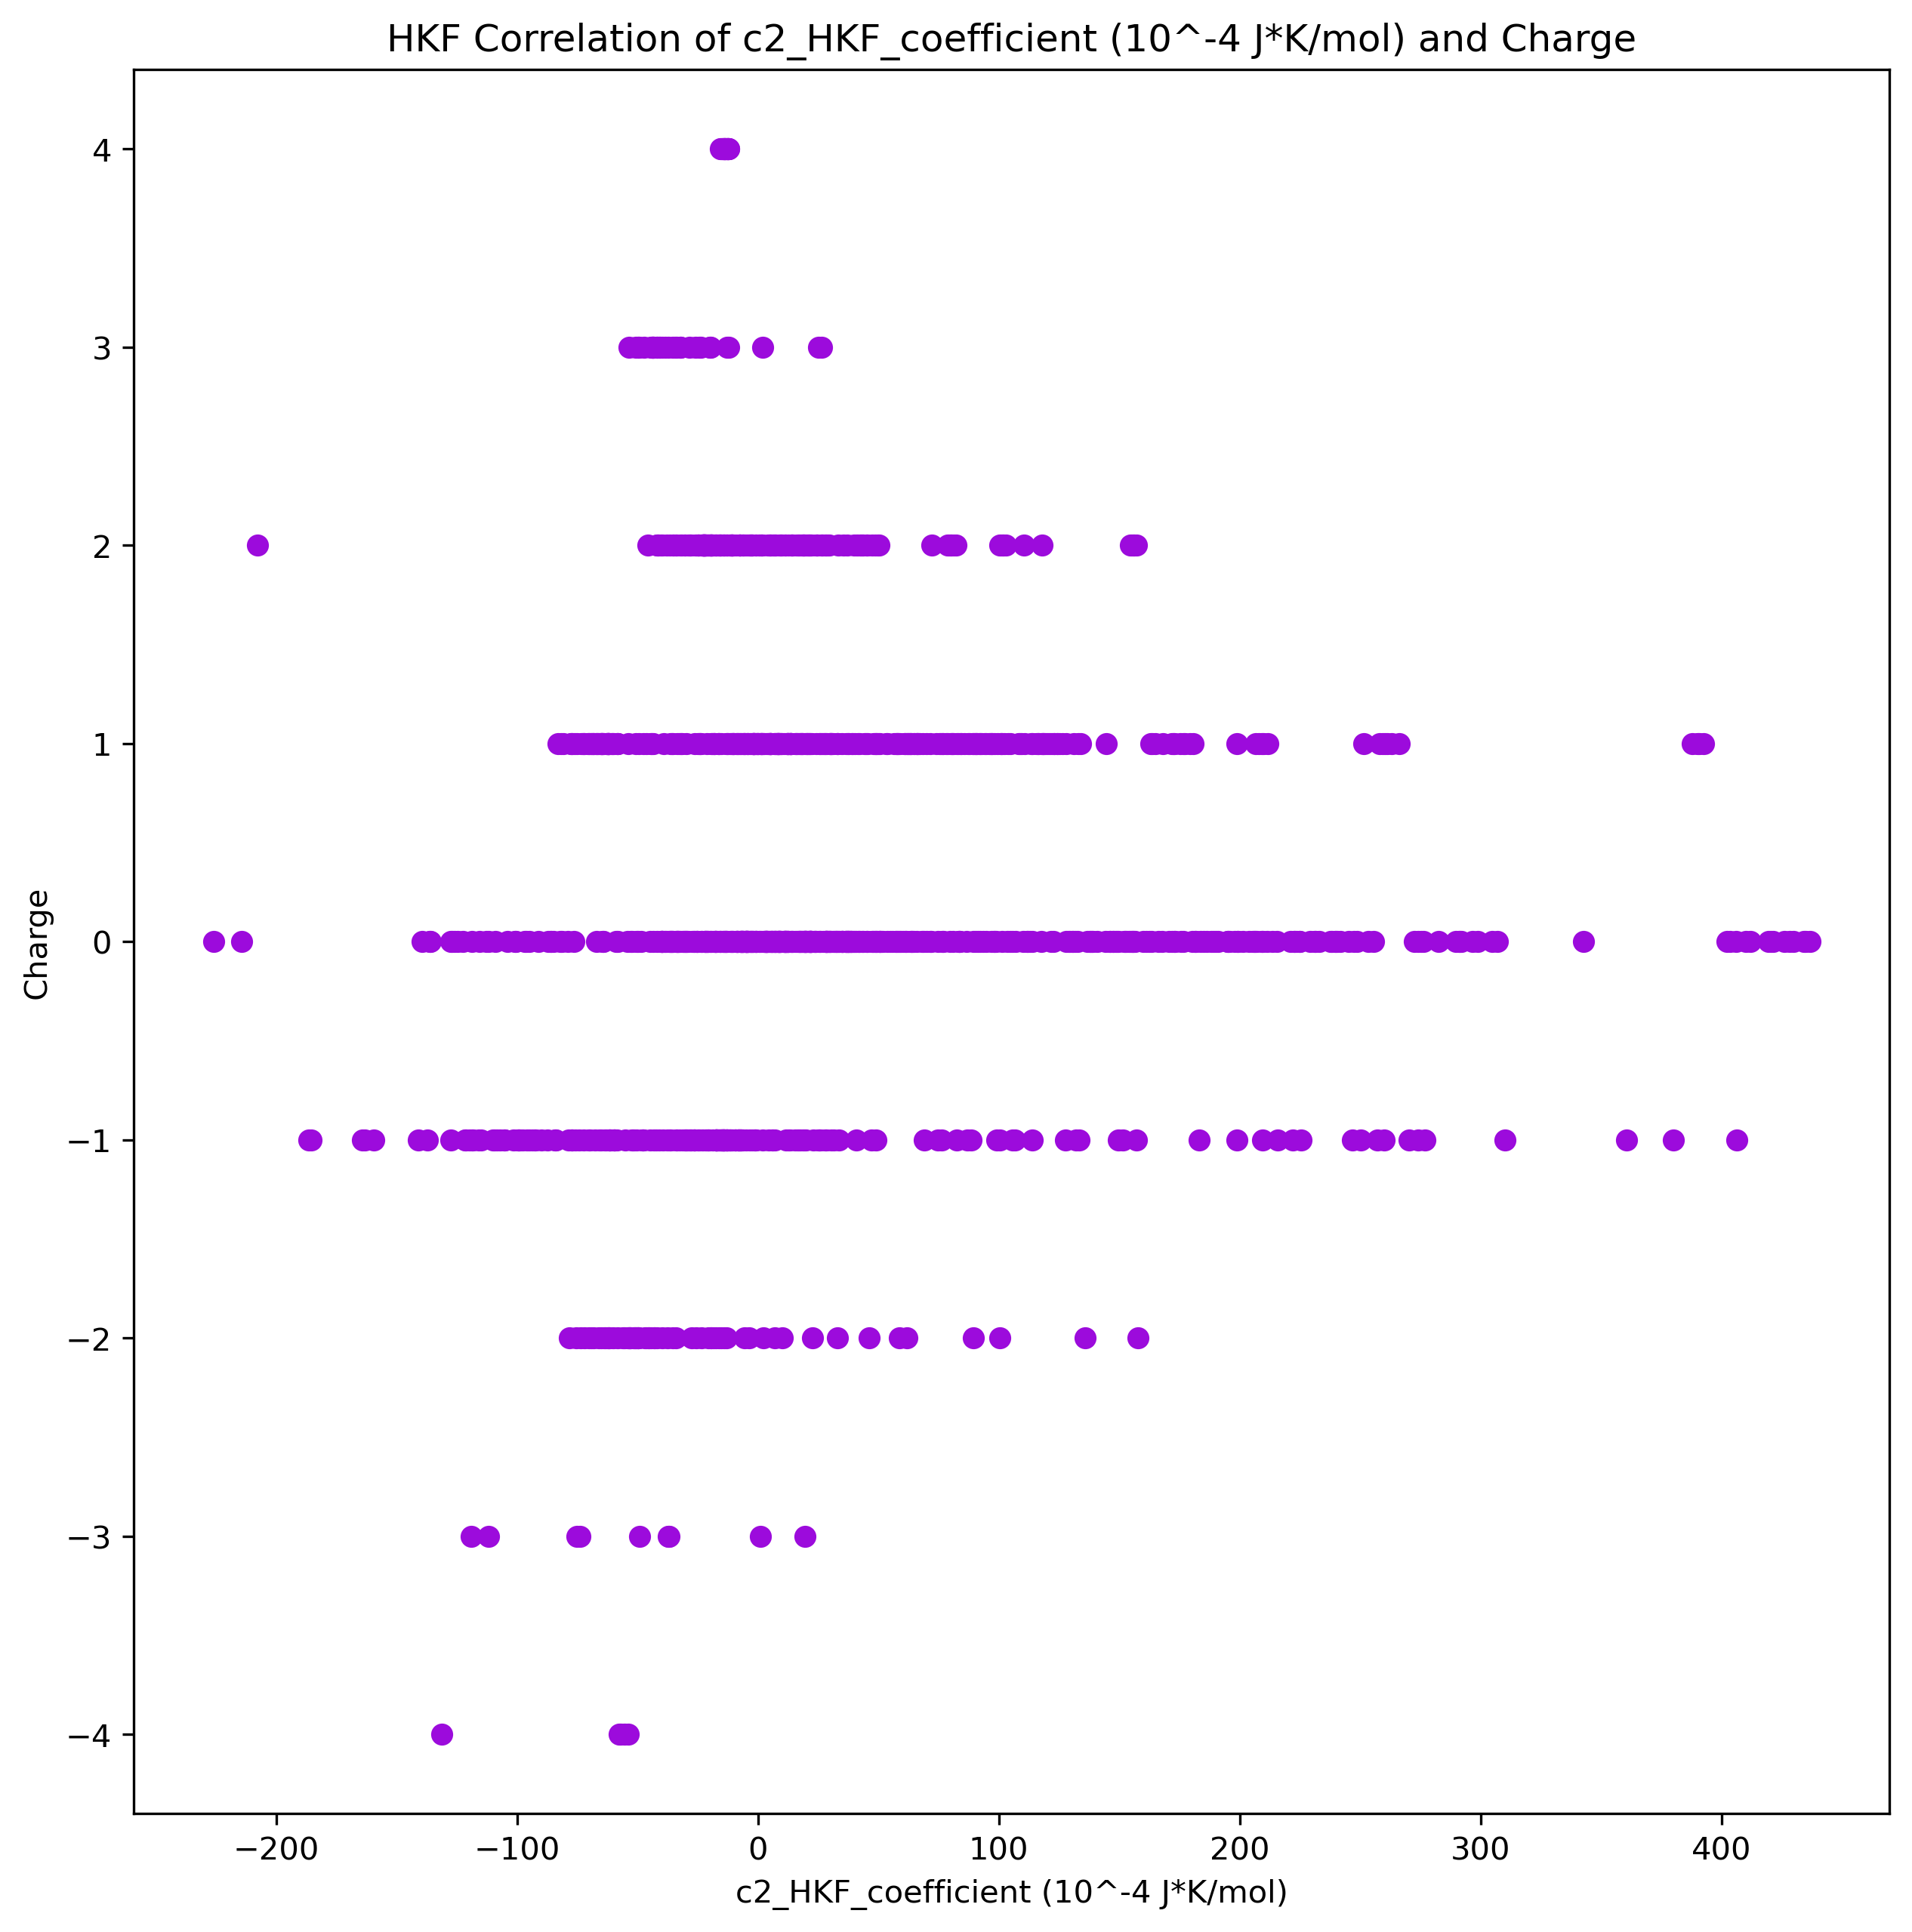 HKF Correlation of c2_HKF_coefficient (10^-4 J*K/mol) and Charge
4
3
2
1
0
−1
−2
−3
−4
Charge
−200 −100 0 100 200 300 400
c2_HKF_coefficient (10^-4 J*K/mol)